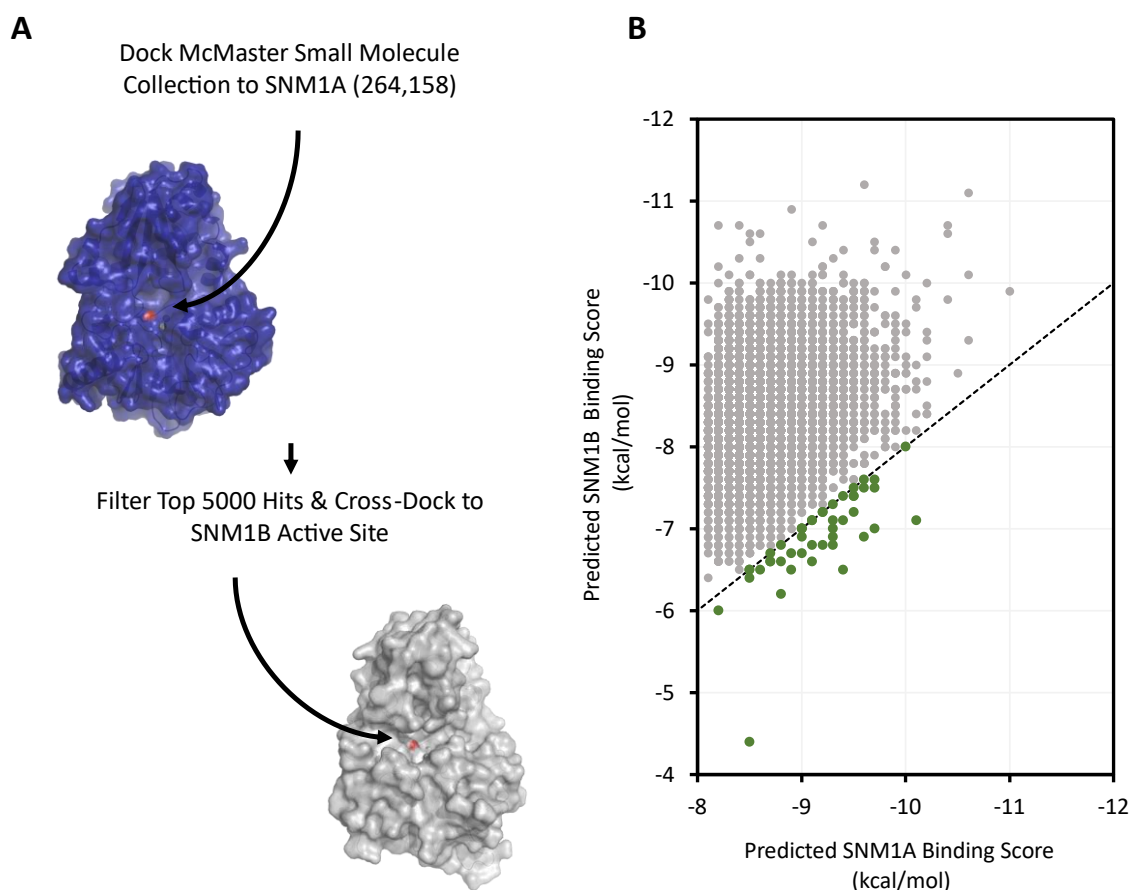 A
Dock McMaster Small Molecule
Collection to SNM1A (264,158)
Filter Top 5000 Hits & Cross-Dock to
SNM1B Active Site
B
Predicted SNM1B Binding Score
(kcal/mol)
-12
-11
-10
-9
-8
-7
-6
-5
-4
-8
-9
-10
-11
-12
Predicted SNM1A Binding Score
(kcal/mol)